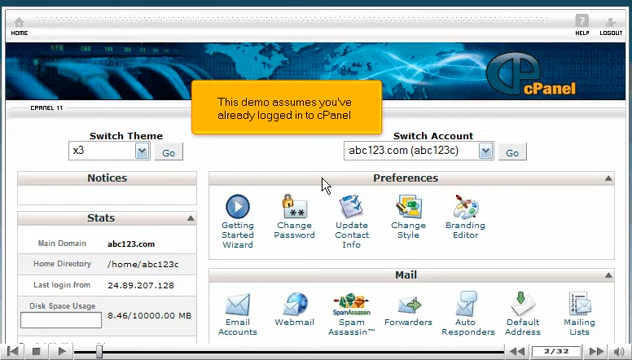 HOME
HELP
LOGOUT
cPanel
CPANEL 11
This demo assumes you've
already logged in to cPanel
Switch Theme
x3
Go
Switch Account
abc123.com (abc123c)
Go
Notices
Stats
Main Domain abc123.com
Home Directory /home/abc123c
Last login from 24.89.207.128
Disk Space Usage
8.46/10000.00 MB
Preferences
Getting
Started
Wizard
Change
Password
Update
Contact
Info
Change
Style
Branding
Editor
Mail
Email
Accounts
Webmail
SpamAssassin
Spam
Assassin™
Forwarders
Auto
Responders
Default
Address
Mailing
Lists
2/32